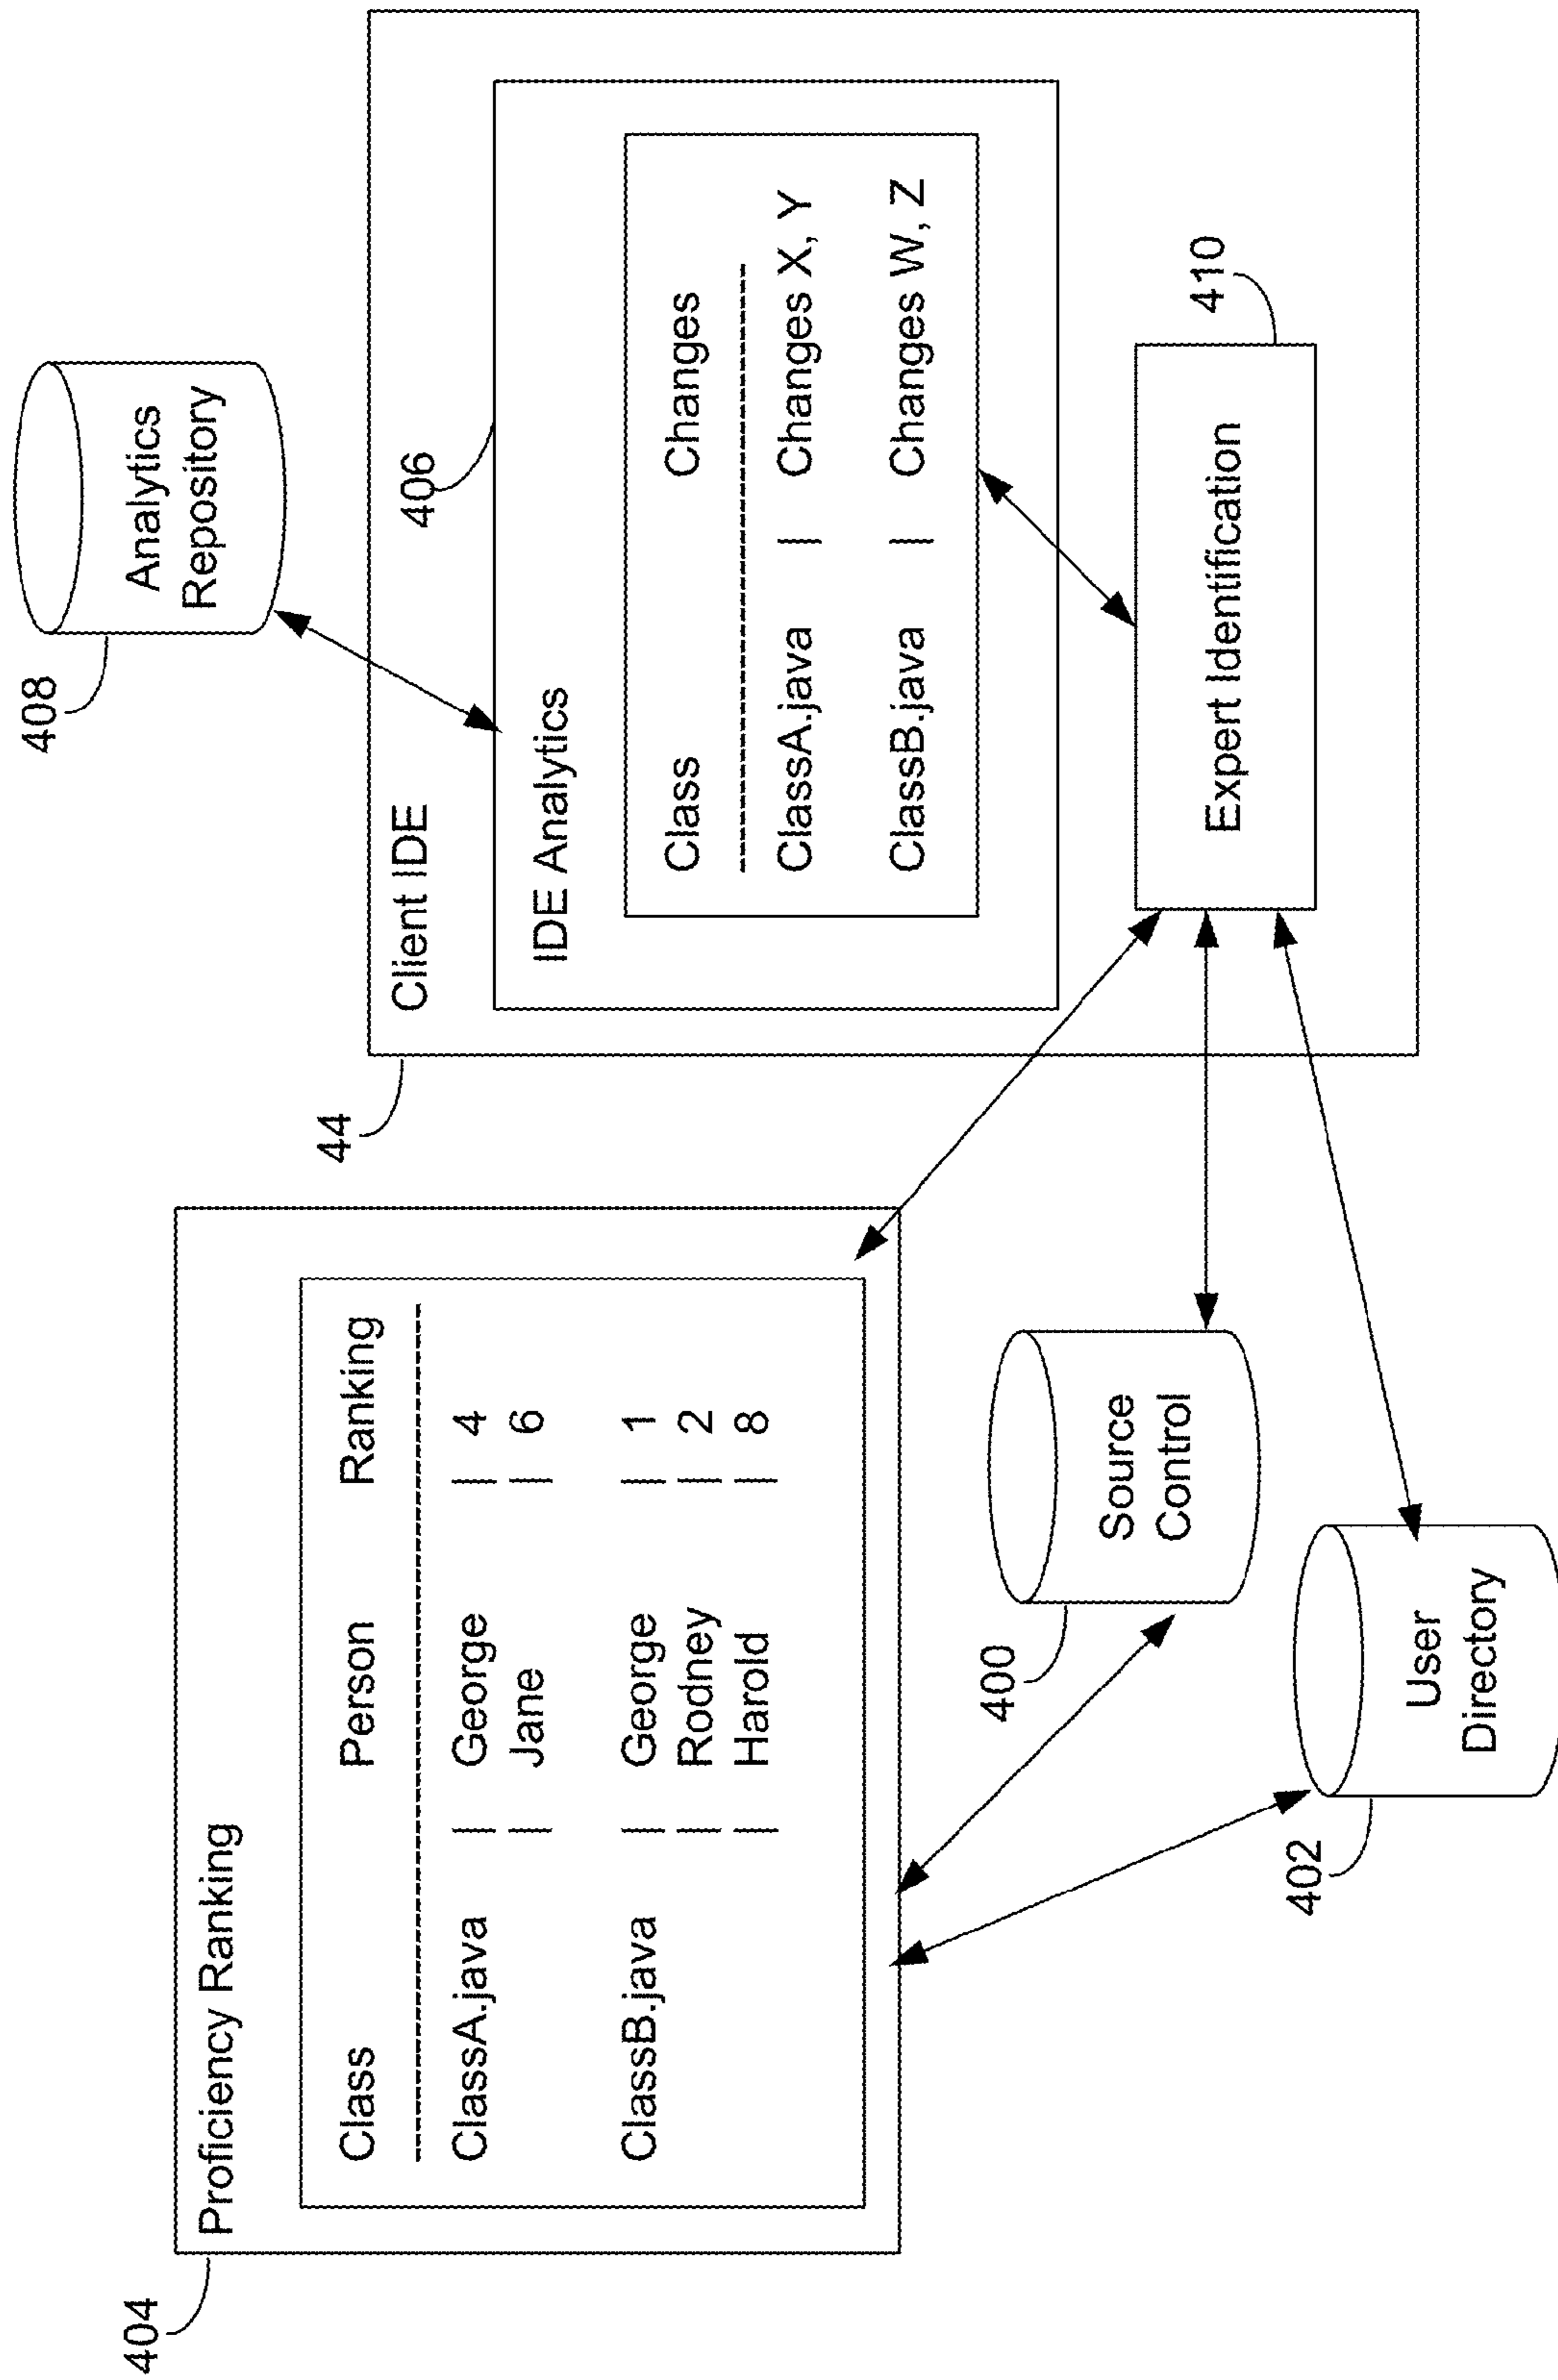 404
Proficiency Ranking
Class Person Ranking
ClassA.java | George | 4
| Jane | 6
ClassB.java | George | 1
| Rodney | 2
| Harold | 8
400
Source
Control
402
User
Directory
408
Analytics
Repository
44
Client IDE
406
IDE Analytics
Class Changes
ClassA.java | Changes X, Y
ClassB.java | Changes W, Z
410
Expert Identification